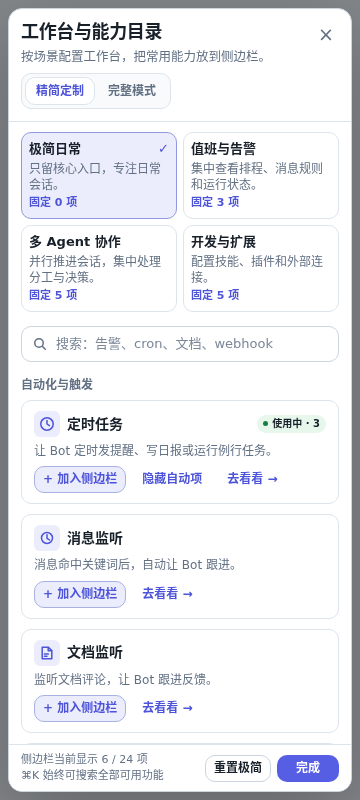 工作台与能力目录
按场景配置工作台，把常用能力放到侧边栏。
精简定制 完整模式
极简日常
只留核心入口，专注日常
会话。
固定 0 项
值班与告警
集中查看排程、消息规则
和运行状态。
固定 3 项
多 Agent 协作
并行推进会话，集中处理
分工与决策。
固定 5 项
开发与扩展
配置技能、插件和外部连
接。
固定 5 项
搜索：告警、cron、文档、webhook
自动化与触发
定时任务
使用中 · 3
让 Bot 定时发提醒、写日报或运行例行任务。
+ 加入侧边栏 隐藏自动项 去看看 →
消息监听
消息命中关键词后，自动让 Bot 跟进。
+ 加入侧边栏 去看看 →
文档监听
监听文档评论，让 Bot 跟进反馈。
+ 加入侧边栏 去看看 →
侧边栏当前显示 6 / 24 项
⌘K 始终可搜索全部可用功能
重置极简 完成